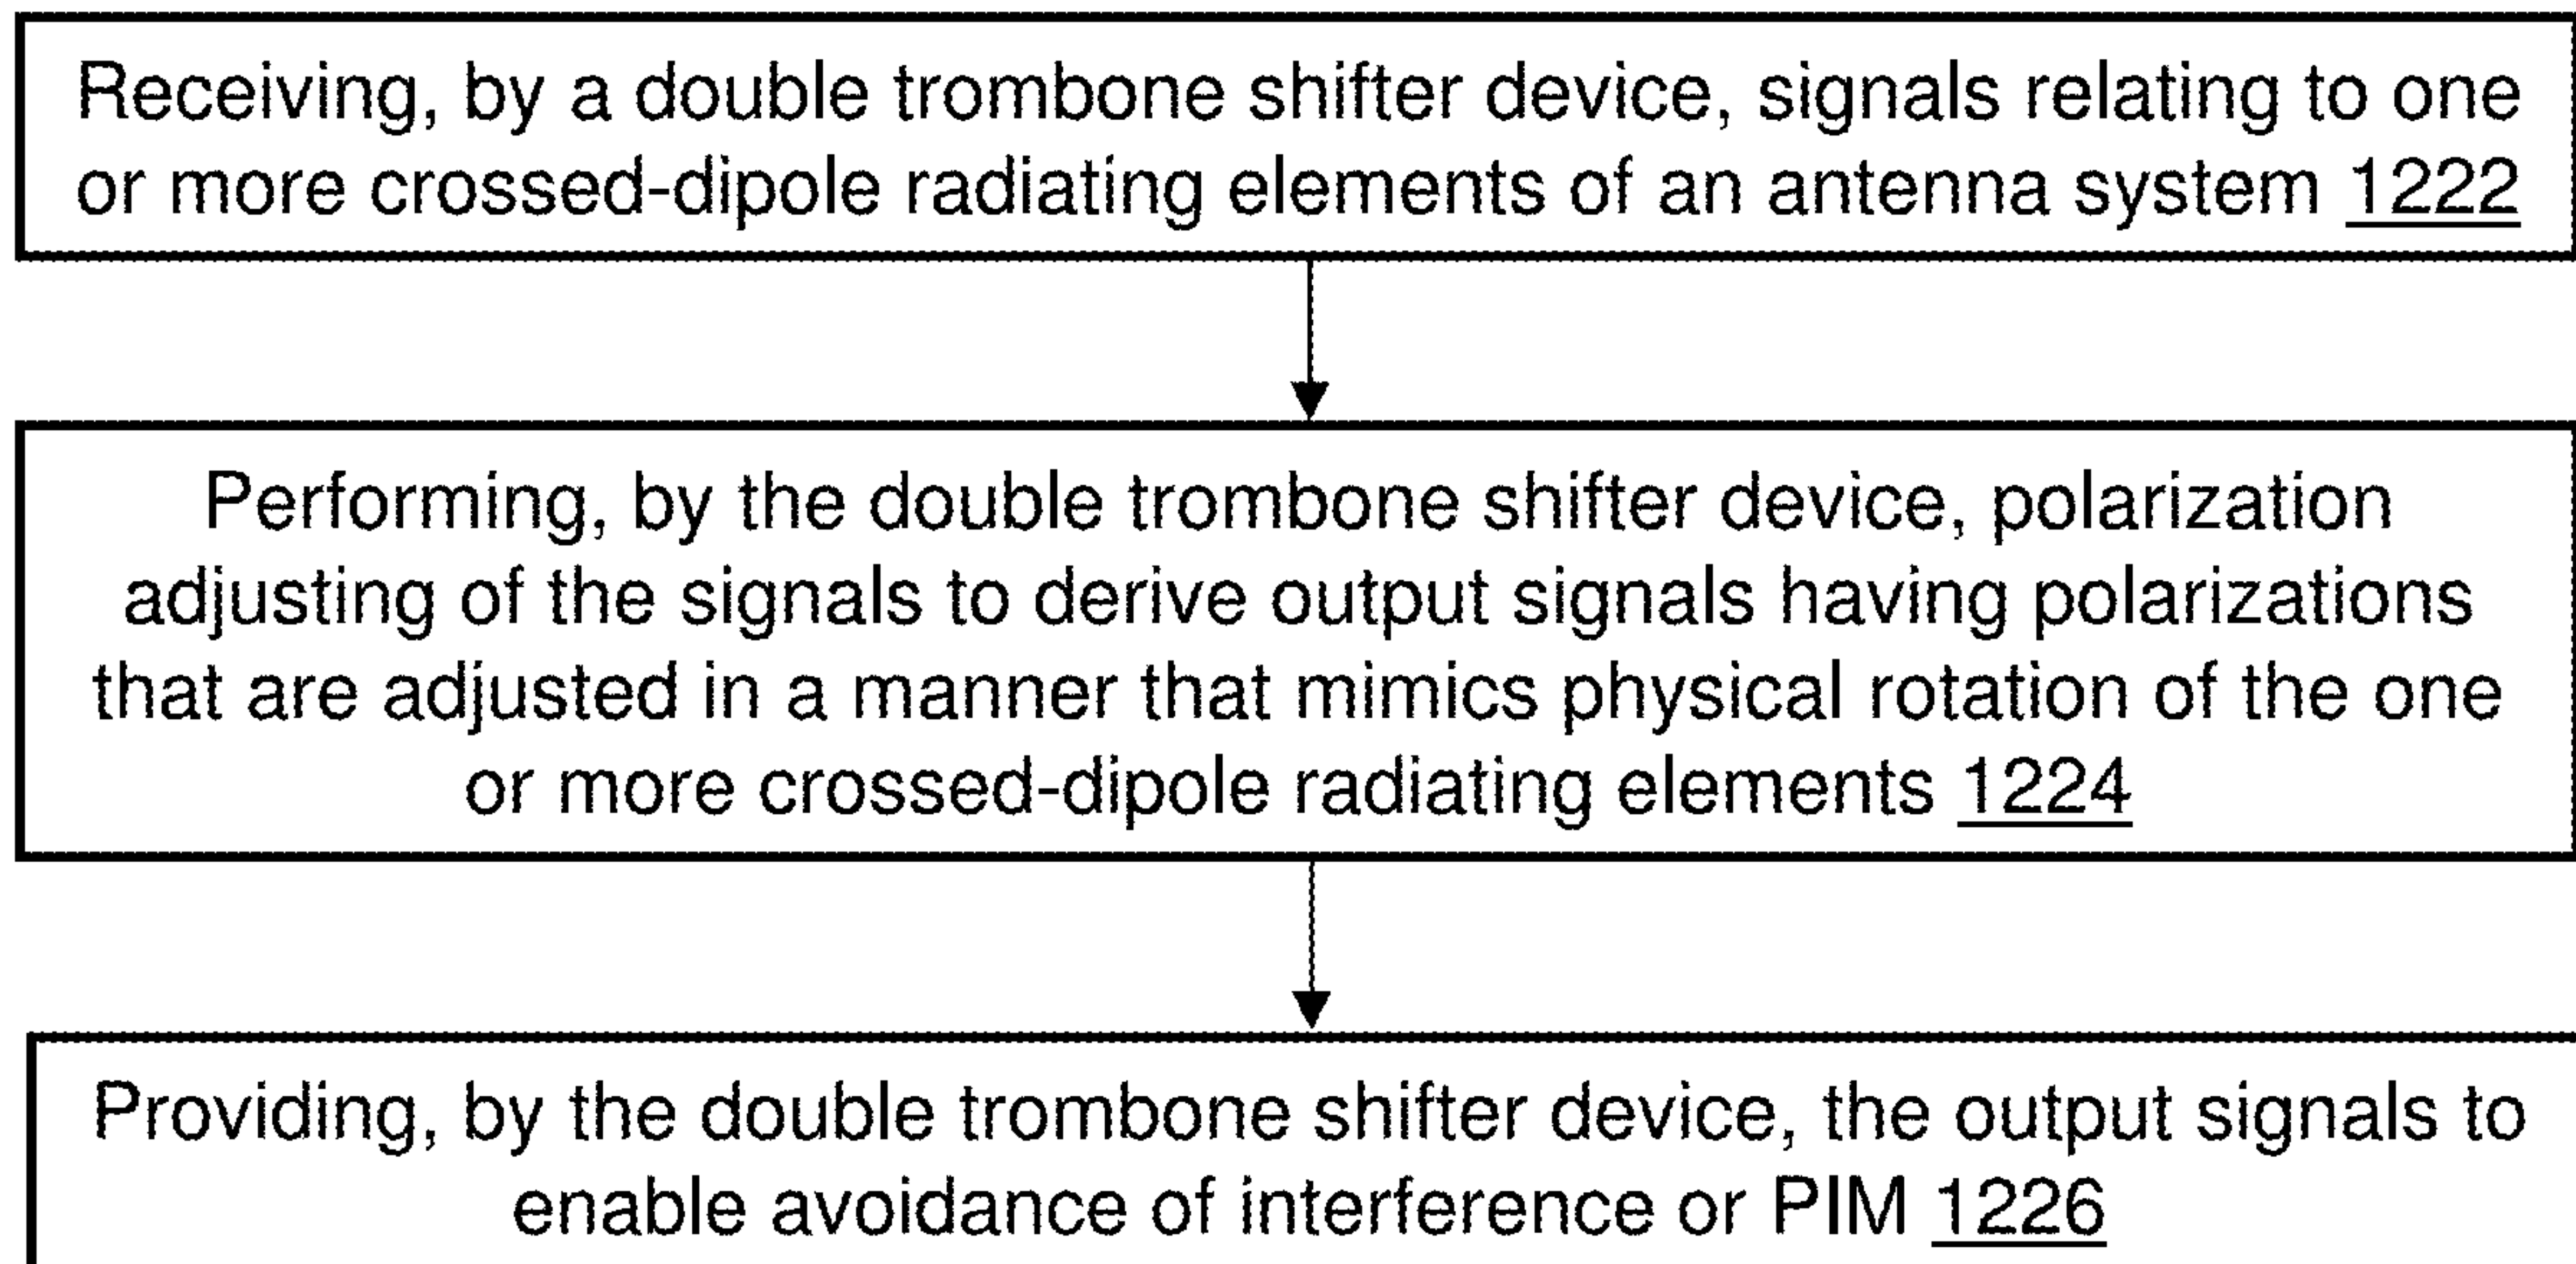 Receiving, by a double trombone shifter device, signals relating to one
or more crossed-dipole radiating elements of an antenna system 1222
Performing, by the double trombone shifter device, polarization
adjusting of the signals to derive output signals having polarizations
that are adjusted in a manner that mimics physical rotation of the one
or more crossed-dipole radiating elements 1224
Providing, by the double trombone shifter device, the output signals to
enable avoidance of interference or PIM 1226